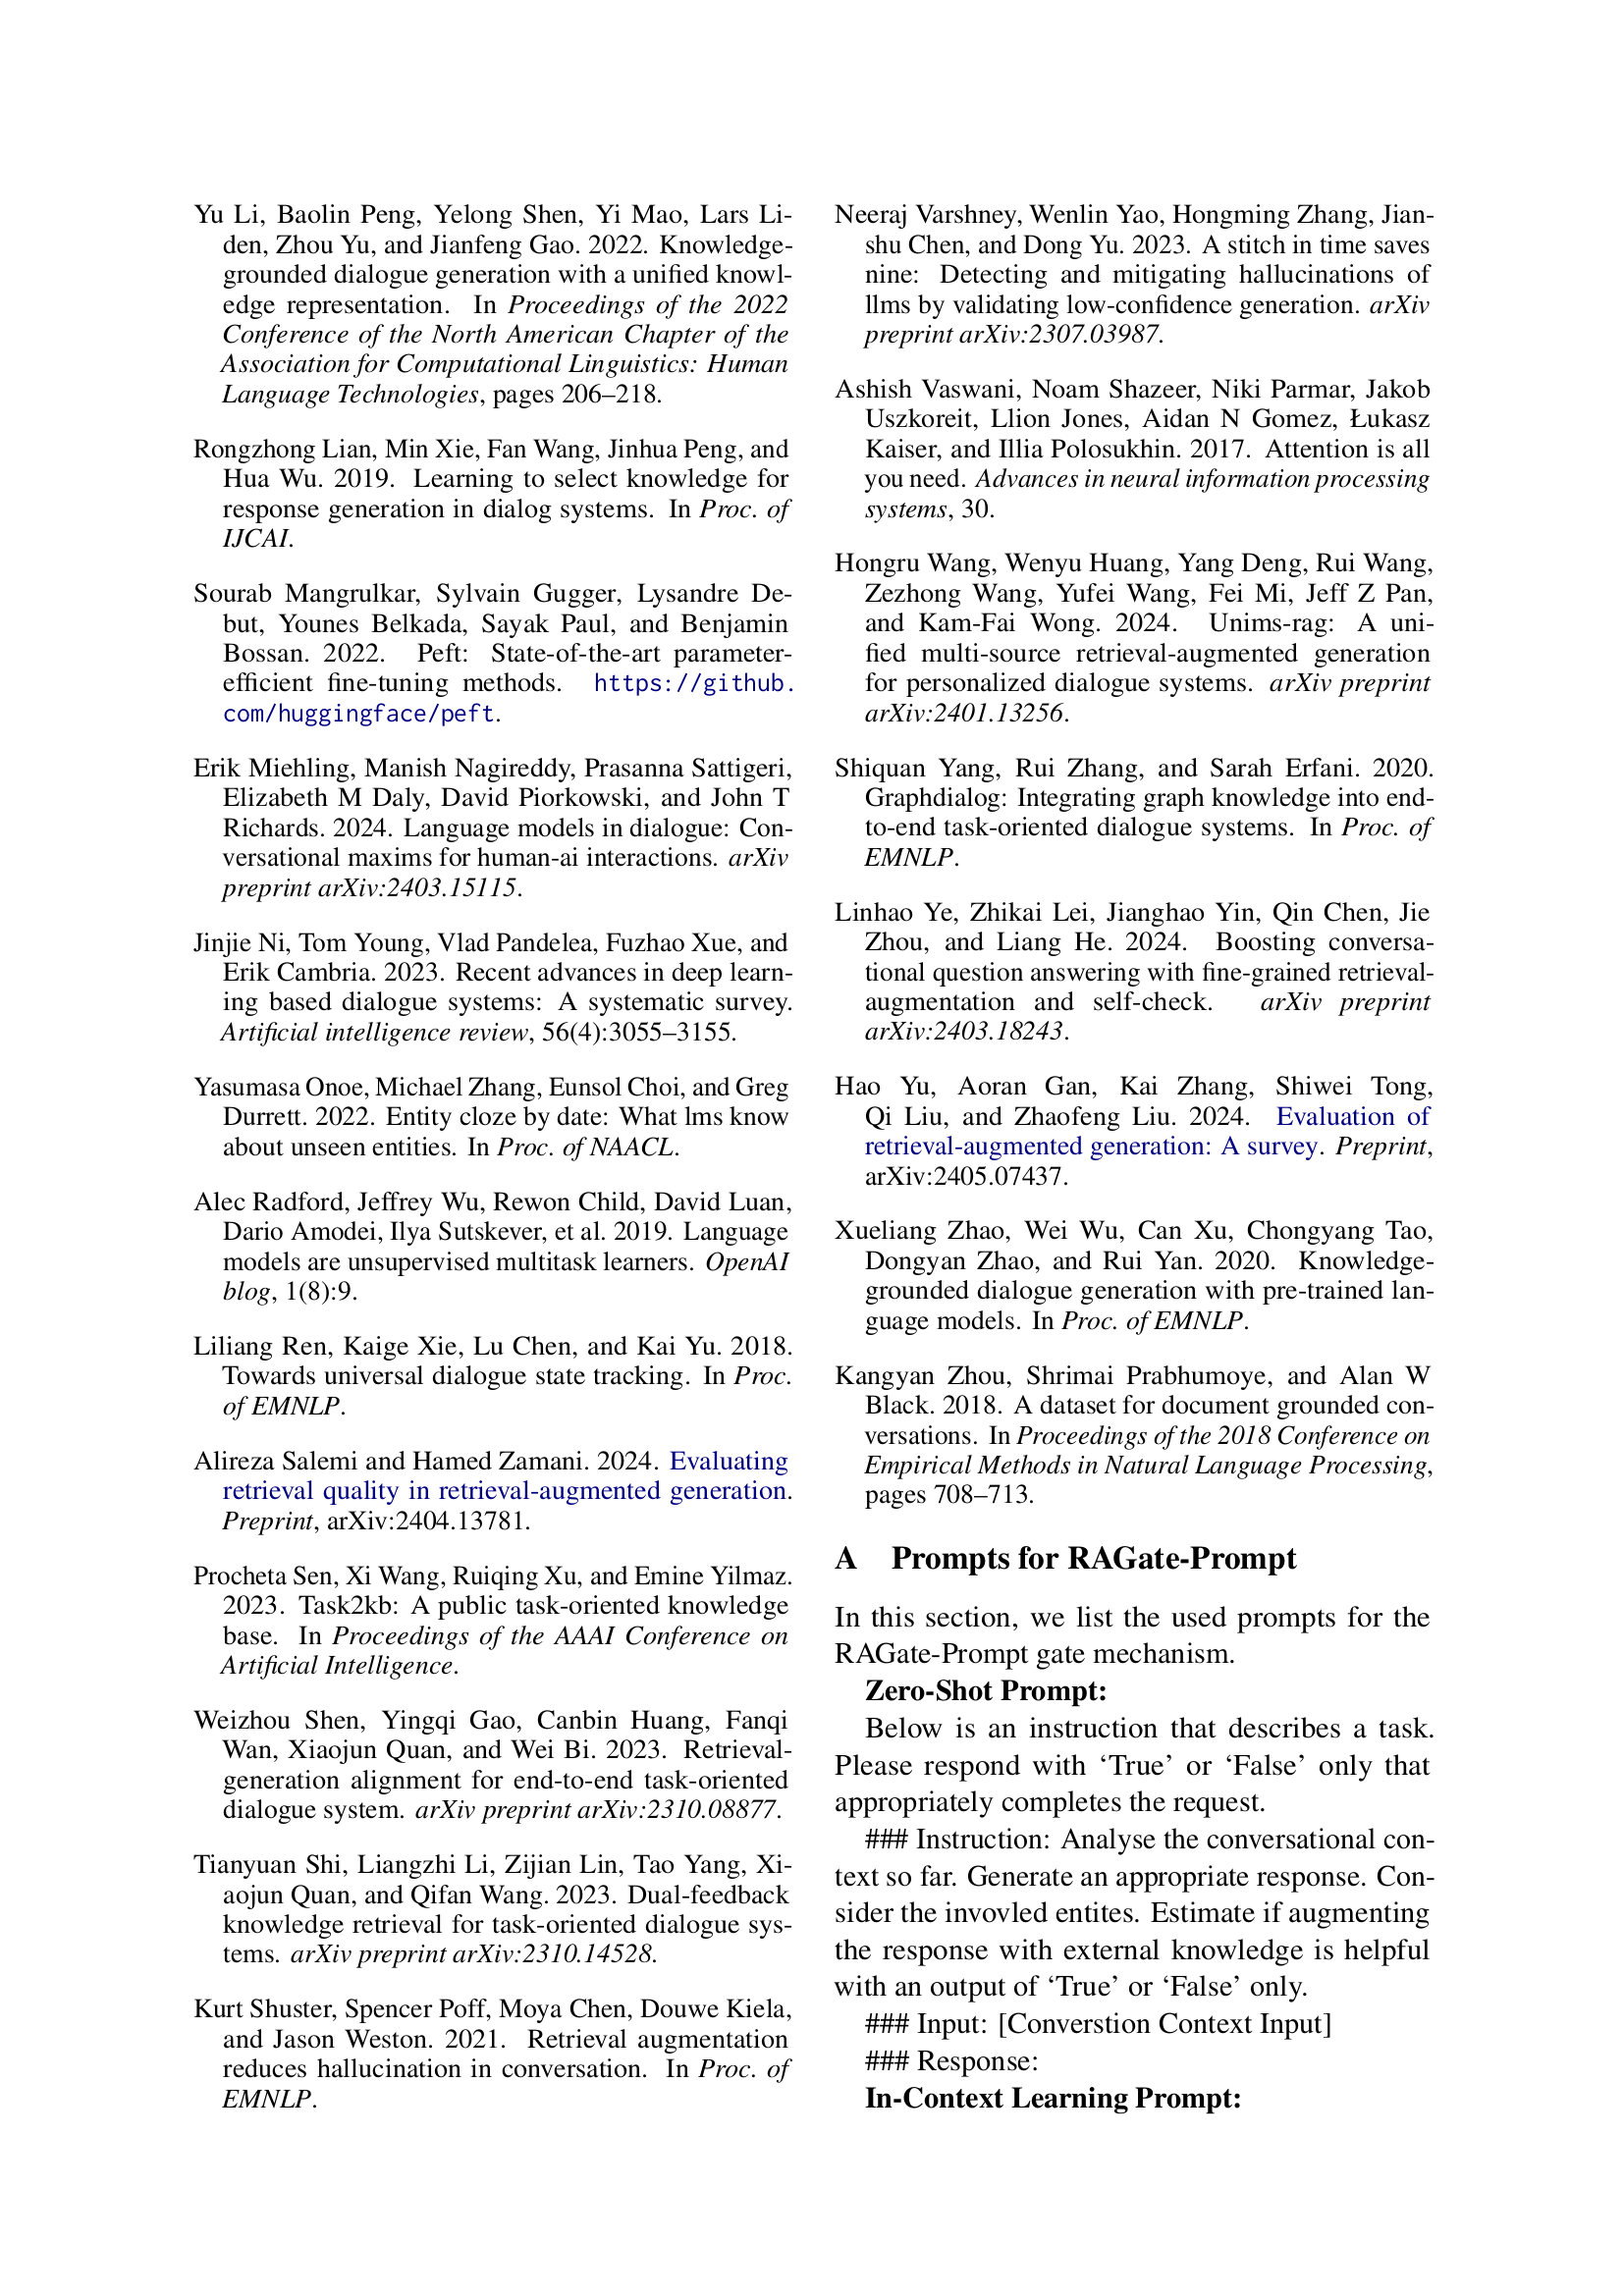 Yu Li, Baolin Peng, Yelong Shen, Yi Mao, Lars Li-
den, Zhou Yu, and Jianfeng Gao. 2022. Knowledge-
grounded dialogue generation with a unified knowl-
edge representation. In Proceedings of the 2022
Conference of the North American Chapter of the
Association for Computational Linguistics: Human
Language Technologies, pages 206–218.
Rongzhong Lian, Min Xie, Fan Wang, Jinhua Peng, and
Hua Wu. 2019. Learning to select knowledge for
response generation in dialog systems. In Proc. of
IJCAI.
Sourab Mangrulkar, Sylvain Gugger, Lysandre De-
but, Younes Belkada, Sayak Paul, and Benjamin
Bossan. 2022. Peft: State-of-the-art parameter-
efficient fine-tuning methods. https://github.
com/huggingface/peft.
Erik Miehling, Manish Nagireddy, Prasanna Sattigeri,
Elizabeth M Daly, David Piorkowski, and John T
Richards. 2024. Language models in dialogue: Con-
versational maxims for human-ai interactions. arXiv
preprint arXiv:2403.15115.
Jinjie Ni, Tom Young, Vlad Pandelea, Fuzhao Xue, and
Erik Cambria. 2023. Recent advances in deep learn-
ing based dialogue systems: A systematic survey.
Artificial intelligence review, 56(4):3055–3155.
Yasumasa Onoe, Michael Zhang, Eunsol Choi, and Greg
Durrett. 2022. Entity cloze by date: What lms know
about unseen entities. In Proc. of NAACL.
Alec Radford, Jeffrey Wu, Rewon Child, David Luan,
Dario Amodei, Ilya Sutskever, et al. 2019. Language
models are unsupervised multitask learners. OpenAI
blog, 1(8):9.
Liliang Ren, Kaige Xie, Lu Chen, and Kai Yu. 2018.
Towards universal dialogue state tracking. In Proc.
of EMNLP.
Alireza Salemi and Hamed Zamani. 2024. Evaluating
retrieval quality in retrieval-augmented generation.
Preprint, arXiv:2404.13781.
Procheta Sen, Xi Wang, Ruiqing Xu, and Emine Yilmaz.
2023. Task2kb: A public task-oriented knowledge
base. In Proceedings of the AAAI Conference on
Artificial Intelligence.
Weizhou Shen, Yingqi Gao, Canbin Huang, Fanqi
Wan, Xiaojun Quan, and Wei Bi. 2023. Retrieval-
generation alignment for end-to-end task-oriented
dialogue system. arXiv preprint arXiv:2310.08877.
Tianyuan Shi, Liangzhi Li, Zijian Lin, Tao Yang, Xi-
aojun Quan, and Qifan Wang. 2023. Dual-feedback
knowledge retrieval for task-oriented dialogue sys-
tems. arXiv preprint arXiv:2310.14528.
Kurt Shuster, Spencer Poff, Moya Chen, Douwe Kiela,
and Jason Weston. 2021. Retrieval augmentation
reduces hallucination in conversation. In Proc. of
EMNLP.
Neeraj Varshney, Wenlin Yao, Hongming Zhang, Jian-
shu Chen, and Dong Yu. 2023. A stitch in time saves
nine: Detecting and mitigating hallucinations of
llms by validating low-confidence generation. arXiv
preprint arXiv:2307.03987.
Ashish Vaswani, Noam Shazeer, Niki Parmar, Jakob
Uszkoreit, Llion Jones, Aidan N Gomez, Łukasz
Kaiser, and Illia Polosukhin. 2017. Attention is all
you need. Advances in neural information processing
systems, 30.
Hongru Wang, Wenyu Huang, Yang Deng, Rui Wang,
Zezhong Wang, Yufei Wang, Fei Mi, Jeff Z Pan,
and Kam-Fai Wong. 2024. Unims-rag: A uni-
fied multi-source retrieval-augmented generation
for personalized dialogue systems. arXiv preprint
arXiv:2401.13256.
Shiquan Yang, Rui Zhang, and Sarah Erfani. 2020.
Graphdialog: Integrating graph knowledge into end-
to-end task-oriented dialogue systems. In Proc. of
EMNLP.
Linhao Ye, Zhikai Lei, Jianghao Yin, Qin Chen, Jie
Zhou, and Liang He. 2024. Boosting conversa-
tional question answering with fine-grained retrieval-
augmentation and self-check. arXiv preprint
arXiv:2403.18243.
Hao Yu, Aoran Gan, Kai Zhang, Shiwei Tong,
Qi Liu, and Zhaofeng Liu. 2024. Evaluation of
retrieval-augmented generation: A survey. Preprint,
arXiv:2405.07437.
Xueliang Zhao, Wei Wu, Can Xu, Chongyang Tao,
Dongyan Zhao, and Rui Yan. 2020. Knowledge-
grounded dialogue generation with pre-trained lan-
guage models. In Proc. of EMNLP.
Kangyan Zhou, Shrimai Prabhumoye, and Alan W
Black. 2018. A dataset for document grounded con-
versations. In Proceedings of the 2018 Conference on
Empirical Methods in Natural Language Processing,
pages 708–713.
A Prompts for RAGate-Prompt
In this section, we list the used prompts for the
RAGate-Prompt gate mechanism.
Zero-Shot Prompt:
Below is an instruction that describes a task.
Please respond with ‘True’ or ‘False’ only that
appropriately completes the request.
### Instruction: Analyse the conversational con-
text so far. Generate an appropriate response. Con-
sider the invovled entites. Estimate if augmenting
the response with external knowledge is helpful
with an output of ‘True’ or ‘False’ only.
### Input: [Converstion Context Input]
### Response:
In-Context Learning Prompt: